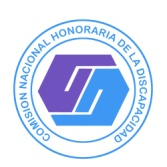 COMISION NACIONAL HONORARIA DE LA DISCAPACIDAD